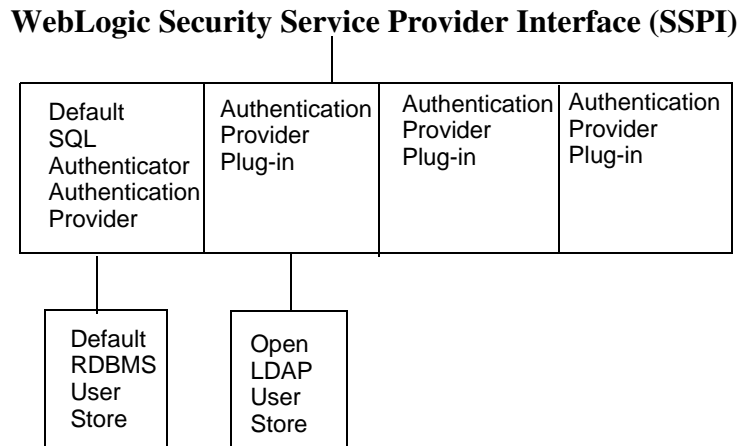 WebLogic Security Service Provider Interface (SSPI)
Default
SQL
Authenticator
Authentication
Provider
Authentication
Provider
Plug-in
Authentication
Provider
Plug-in
Authentication
Provider
Plug-in
Default
RDBMS
User
Store
Open
LDAP
User
Store